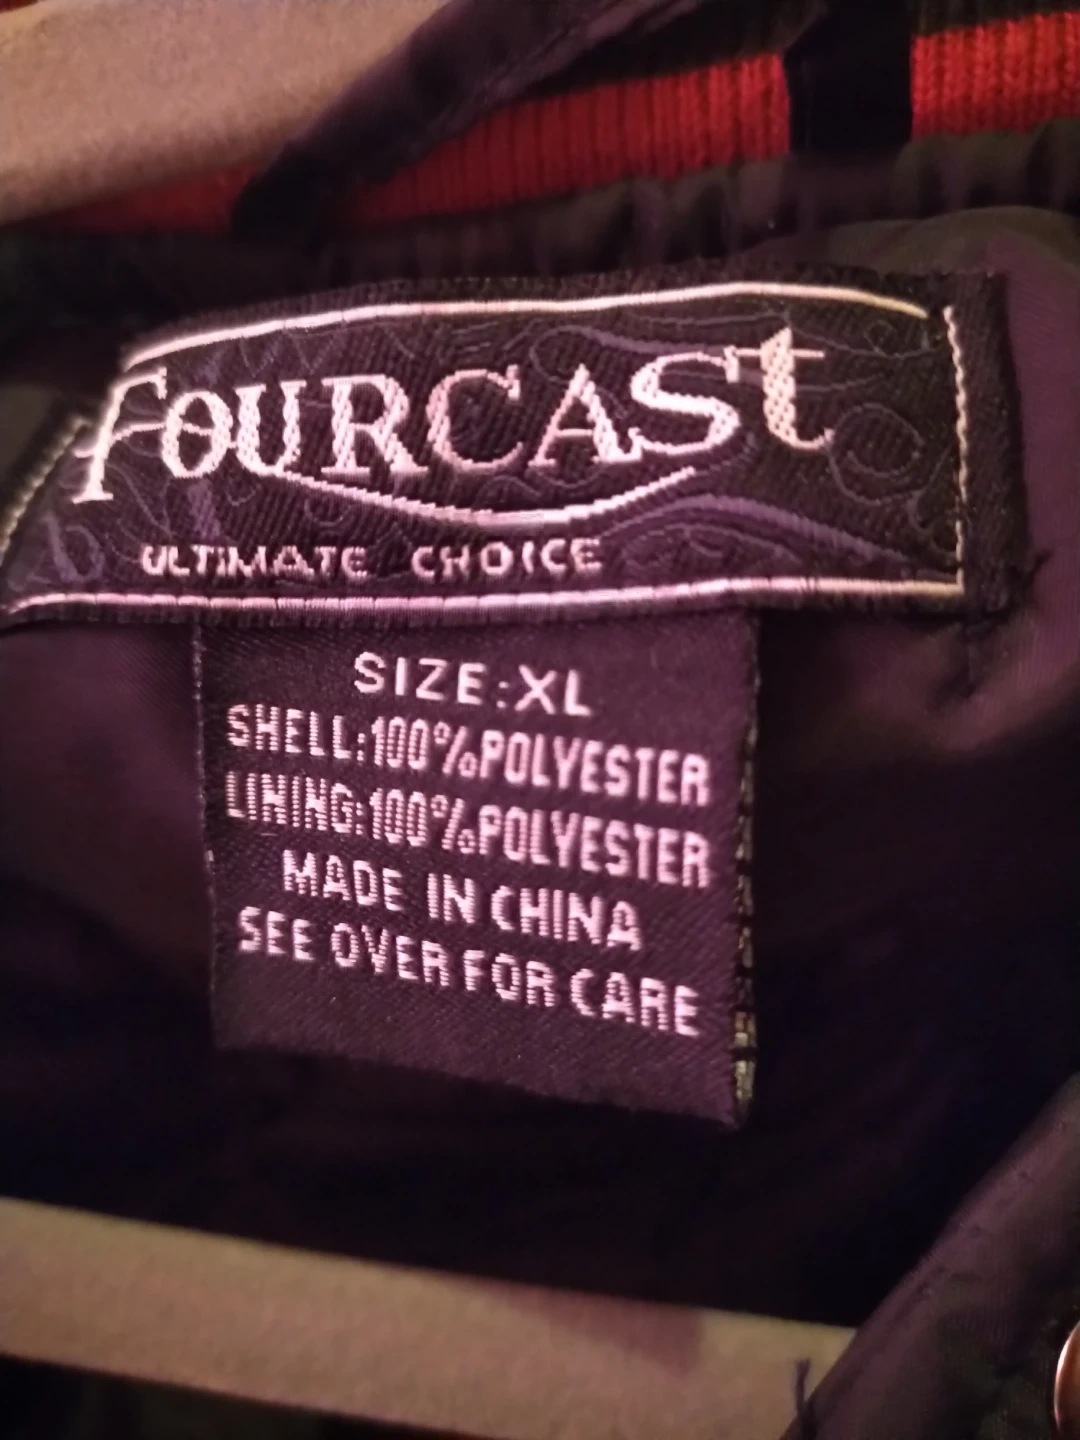 FOURCASt
ULTIMATE CHOICE
SIZE:XL
SHELL:100%POLYESTER
LINING:100%POLYESTER
MADE IN CHINA
SEE OVER FOR CARE